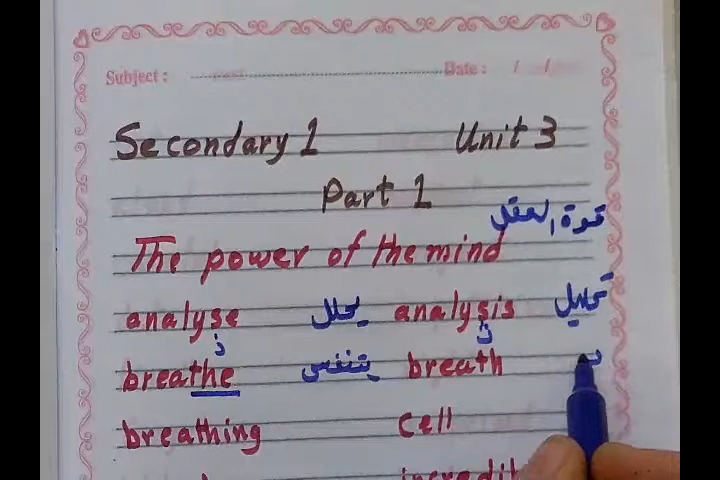 Subject : Date : / /
Secondary 1 Unit 3
Part 1
قوة العقل
The power of the mind
analyse يحلل analysis تحليل
ز ث
breathe يتنفس breath
breathing cell